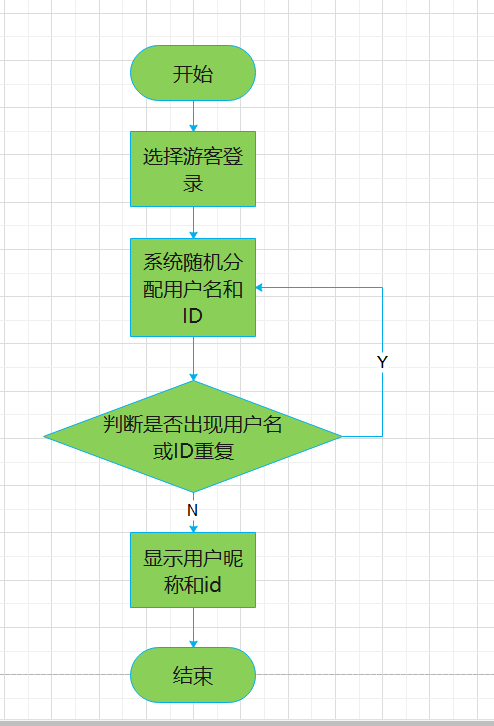 开始
选择游客登
录
系统随机分
配用户名和
ID
Y
判断是否出现用户名
或ID重复
N
显示用户昵
称和id
结束